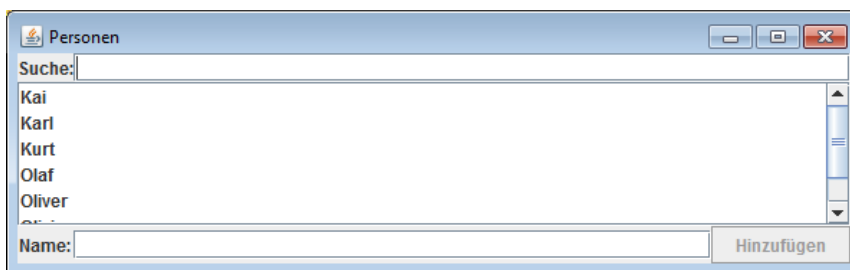 Personen
Suche:
Kai
Karl
Kurt
Olaf
Oliver
Name: Hinzufügen